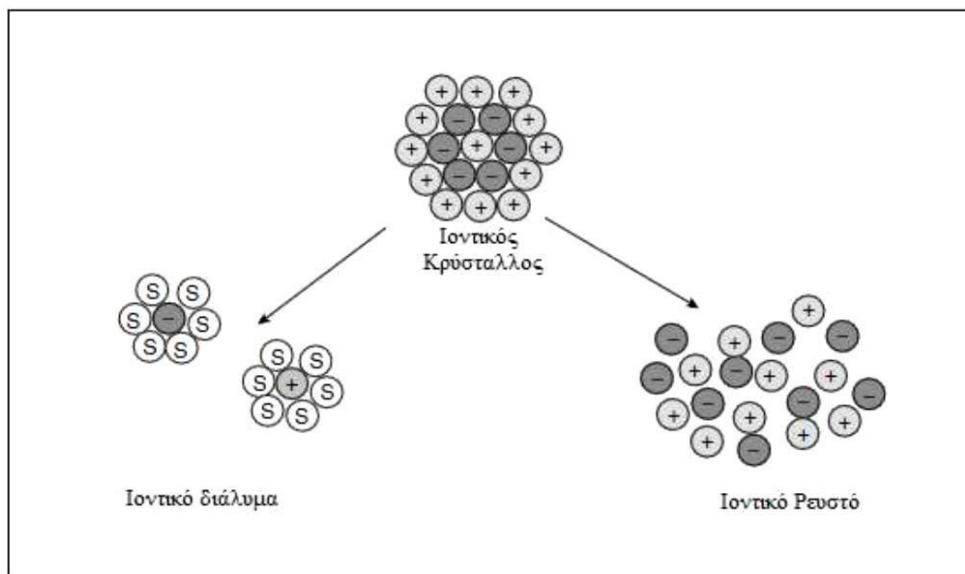 + + +
+ − − +
+ − + − +
+ − − +
+ + +
Ιοντικός
Κρύσταλλος
S S
S − S
S S
S S
S + S
S S
+
− + − −
− + − + +
+ − + − −
+ − + +
Ιοντικό διάλυμα
Ιοντικό Ρευστό